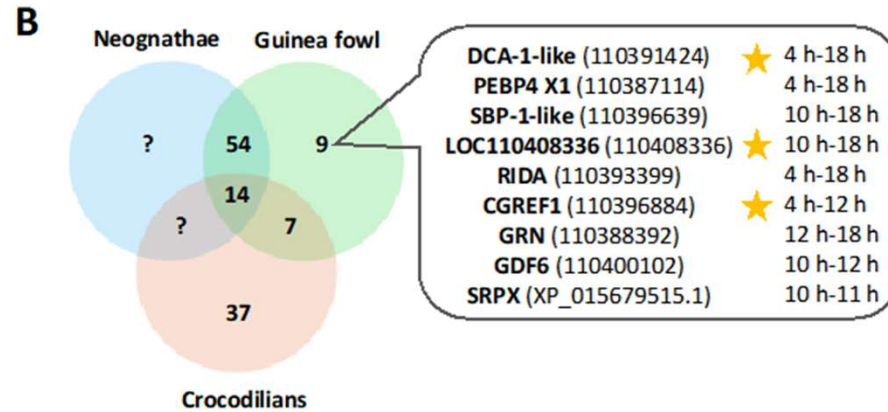 B
Neognathae
Guinea fowl
?
54
9
14
?
7
37
Crocodilians
DCA-1-like (110391424) 4 h-18 h
PEBP4 X1 (110387114) 4 h-18 h
SBP-1-like (110396639) 10 h-18 h
LOC110408336 (110408336) 10 h-18 h
RIDA (110393399) 4 h-18 h
CGREF1 (110396884) 4 h-12 h
GRN (110388392) 12 h-18 h
GDF6 (110400102) 10 h-12 h
SRPX (XP_015679515.1) 10 h-11 h